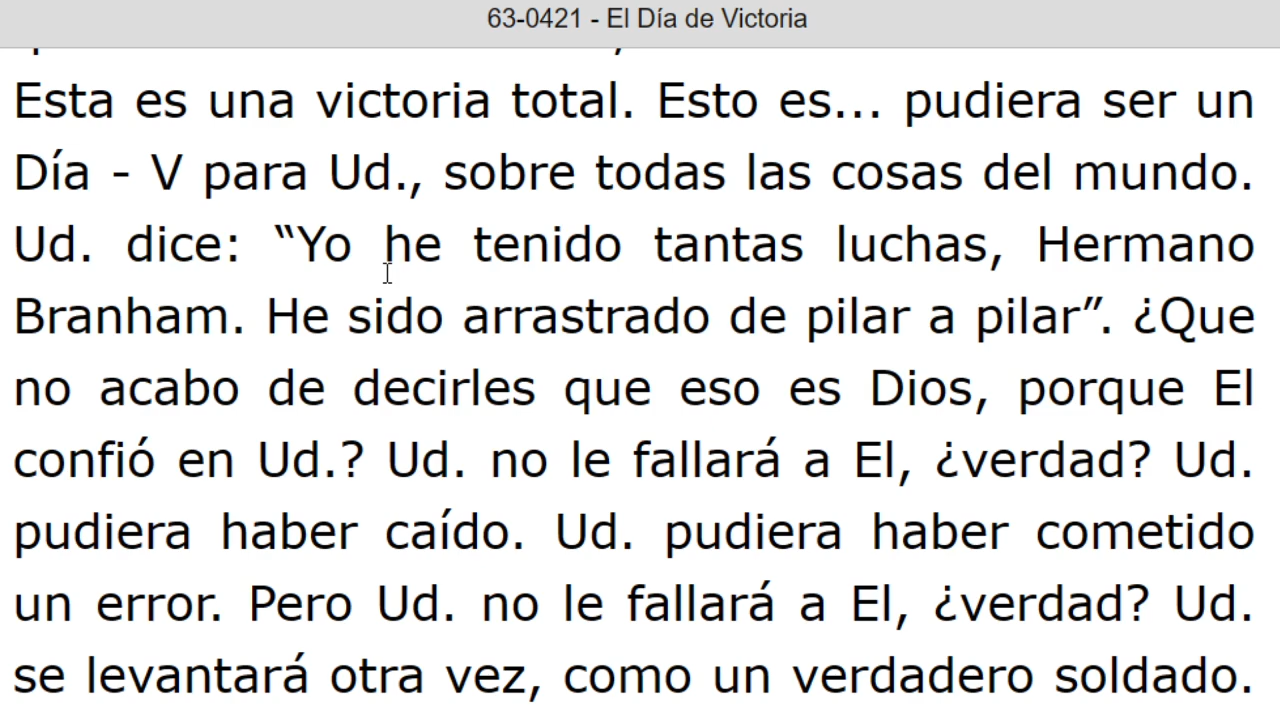 63-0421 - El Día de Victoria
Esta es una victoria total. Esto es... pudiera ser un
Día - V para Ud., sobre todas las cosas del mundo.
Ud. dice: “Yo he tenido tantas luchas, Hermano
Branham. He sido arrastrado de pilar a pilar”. ¿Que
no acabo de decirles que eso es Dios, porque El
confió en Ud.? Ud. no le fallará a El, ¿verdad? Ud.
pudiera haber caído. Ud. pudiera haber cometido
un error. Pero Ud. no le fallará a El, ¿verdad? Ud.
se levantará otra vez, como un verdadero soldado.